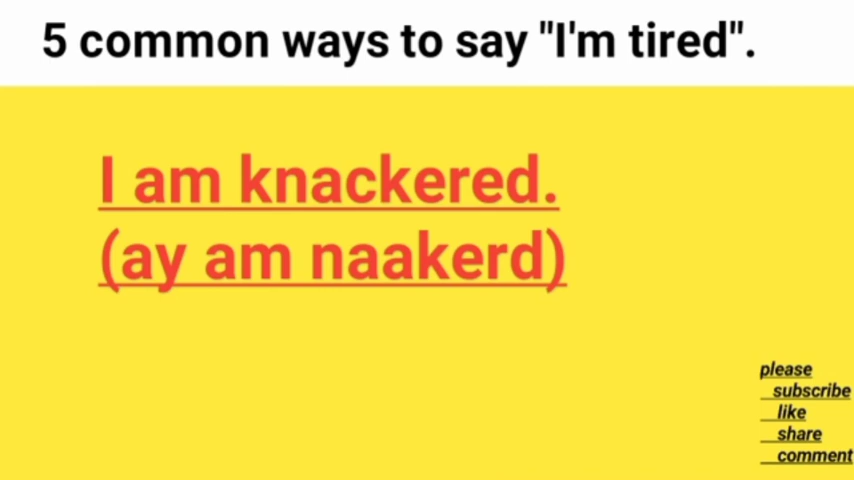 5 common ways to say "I'm tired".
I am knackered.
(ay am naakerd)
please
subscribe
like
share
comment